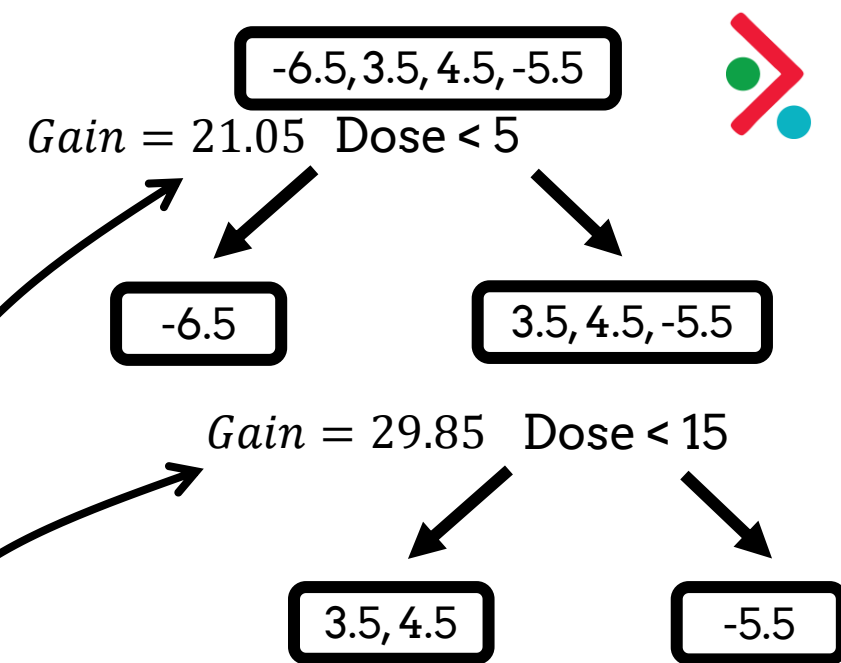 -6.5, 3.5, 4.5, -5.5
Gain = 21.05 Dose < 5
-6.5
3.5, 4.5, -5.5
Gain = 29.85 Dose < 15
3.5, 4.5
-5.5